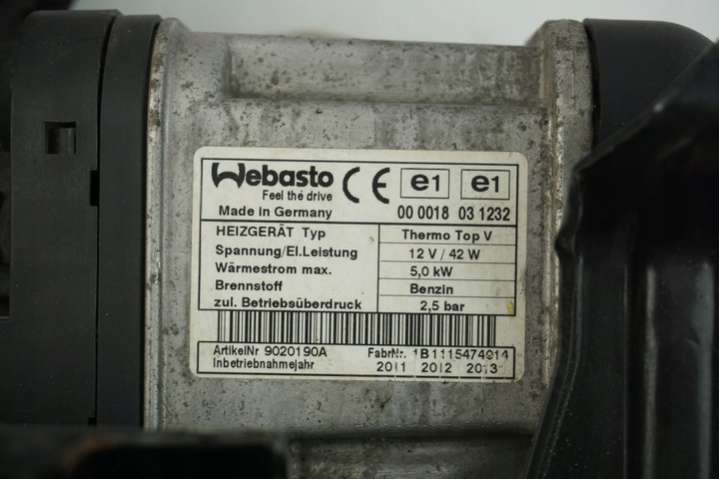 Webasto
Feel the drive
CE e1 e1
Made in Germany 00 0018 03 1232
HEIZGERÄT Typ Thermo Top V
Spannung/El.Leistung 12 V / 42 W
Wärmestrom max. 5,0 kW
Brennstoff Benzin
zul. Betriebsüberdruck 2,5 bar
ArtikelNr 9020190A FabrNr. 1B1115474014
Inbetriebnahmejahr 2011 2012 2013